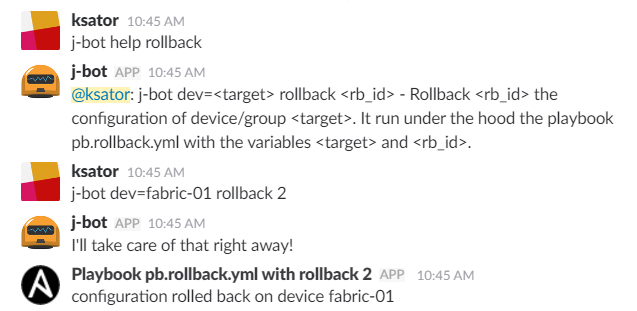 ksator 10:45 AM
j-bot help rollback
j-bot APP 10:45 AM
@ksator: j-bot dev=<target> rollback <rb_id> - Rollback <rb_id> the
configuration of device/group <target>. It run under the hood the playbook
pb.rollback.yml with the variables <target> and <rb_id>.
ksator 10:45 AM
j-bot dev=fabric-01 rollback 2
j-bot APP 10:45 AM
I'll take care of that right away!
Playbook pb.rollback.yml with rollback 2 APP 10:45 AM
configuration rolled back on device fabric-01